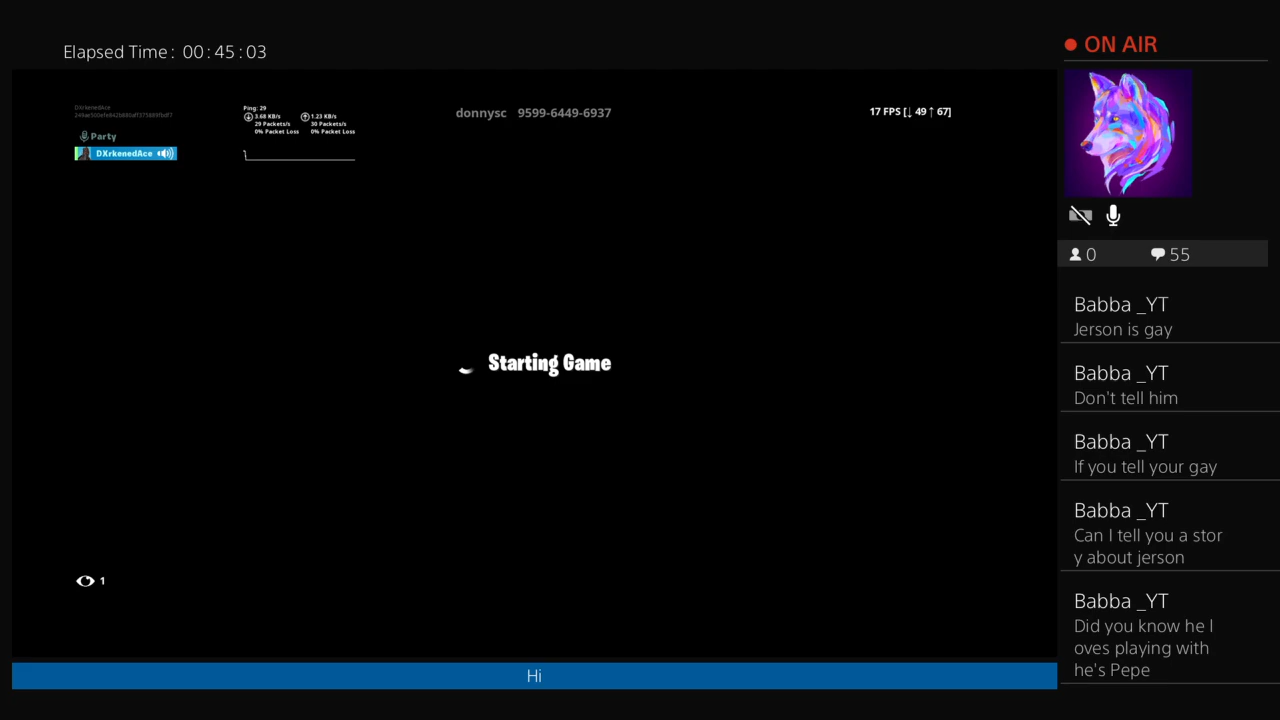 Elapsed Time: 00:45:03
ON AIR
DXrkenedAce
Party
DXrkenedAce
Ping: 29
3.68 KB/s 1.23 KB/s
29 Packets/s 30 Packets/s
0% Packet Loss 0% Packet Loss
donnysc 9599-6449-6937
17 FPS [↓ 49 ↑ 67]
0 55
Starting Game
1
Hi
Babba _YT
Jerson is gay
Babba _YT
Don't tell him
Babba _YT
If you tell your gay
Babba _YT
Can I tell you a stor
y about jerson
Babba _YT
Did you know he l
oves playing with
he's Pepe